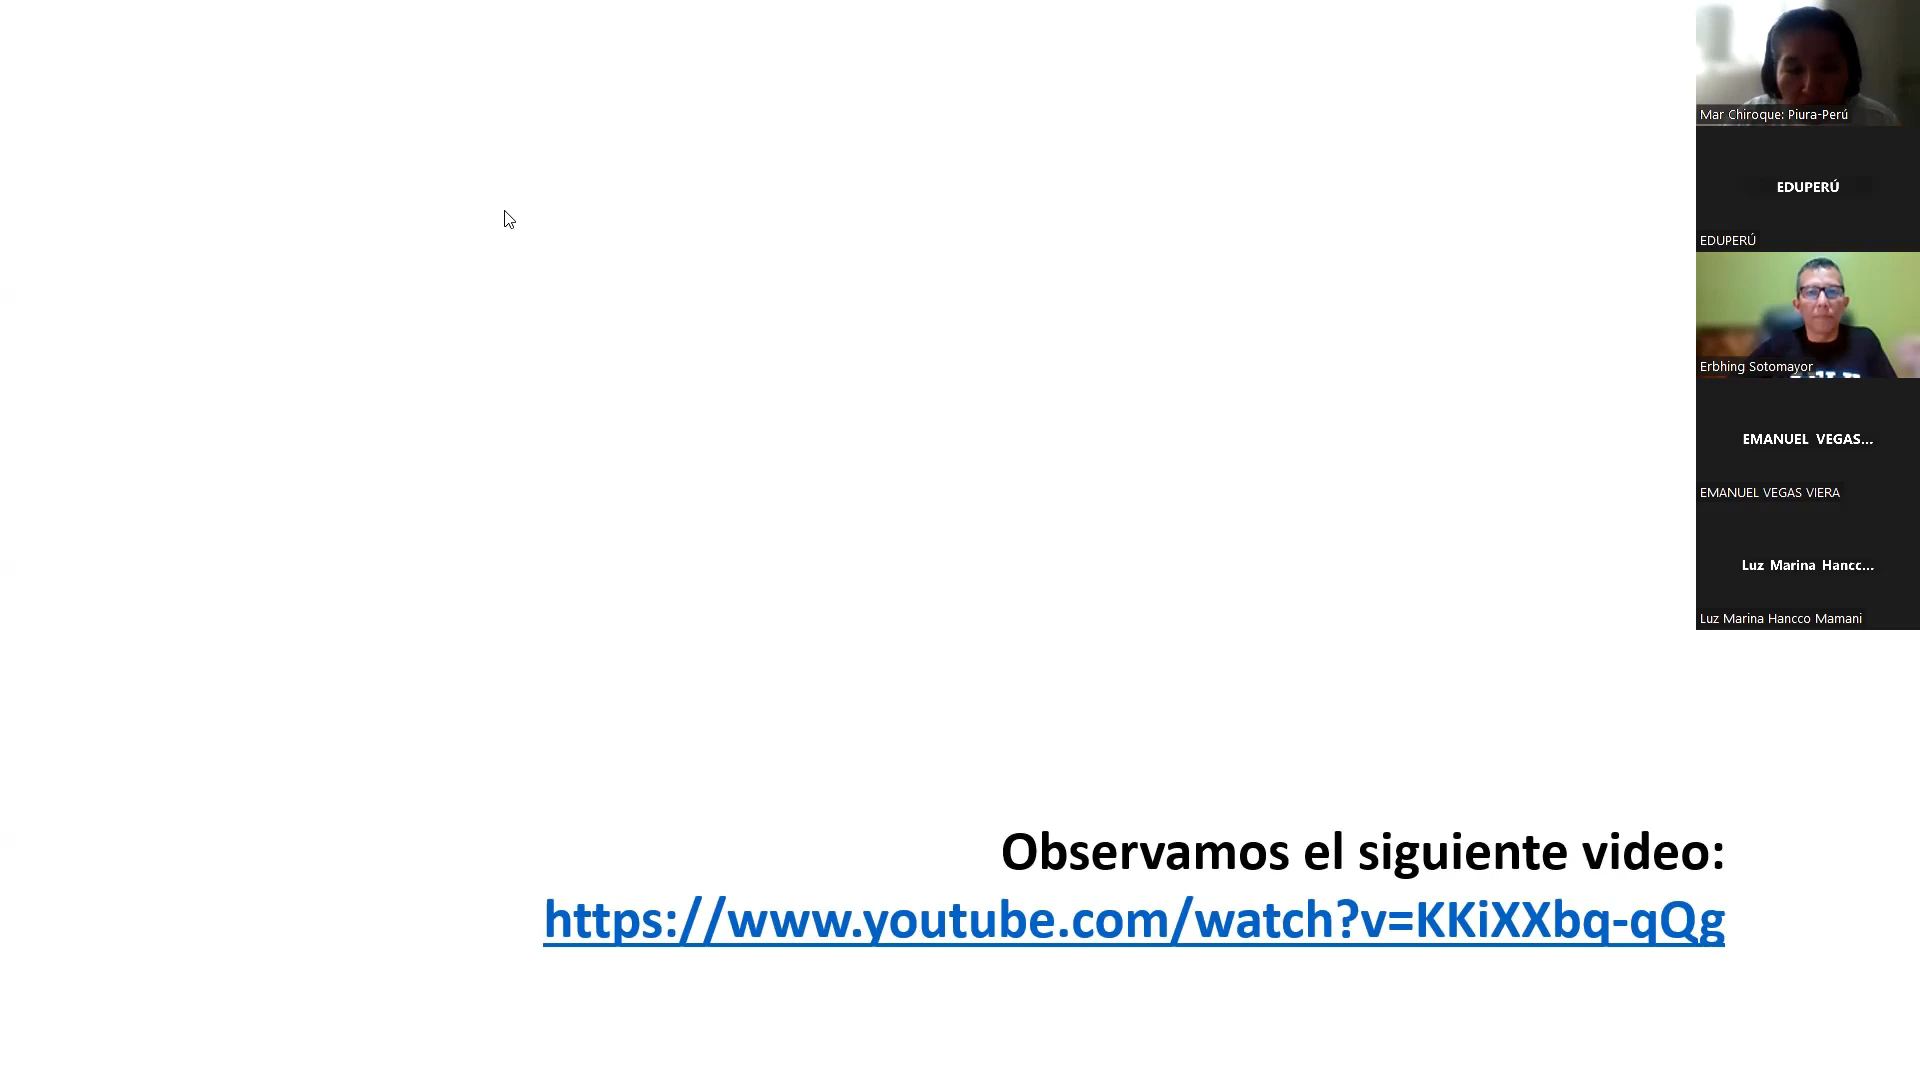 Mar Chiroque: Piura-Perú
EDUPERÚ
EDUPERÚ
Erbhing Sotomayor
EMANUEL VEGAS...
EMANUEL VEGAS VIERA
Luz Marina Hancc...
Luz Marina Hancco Mamani
Observamos el siguiente video:
https://www.youtube.com/watch?v=KKiXXbq-qQg